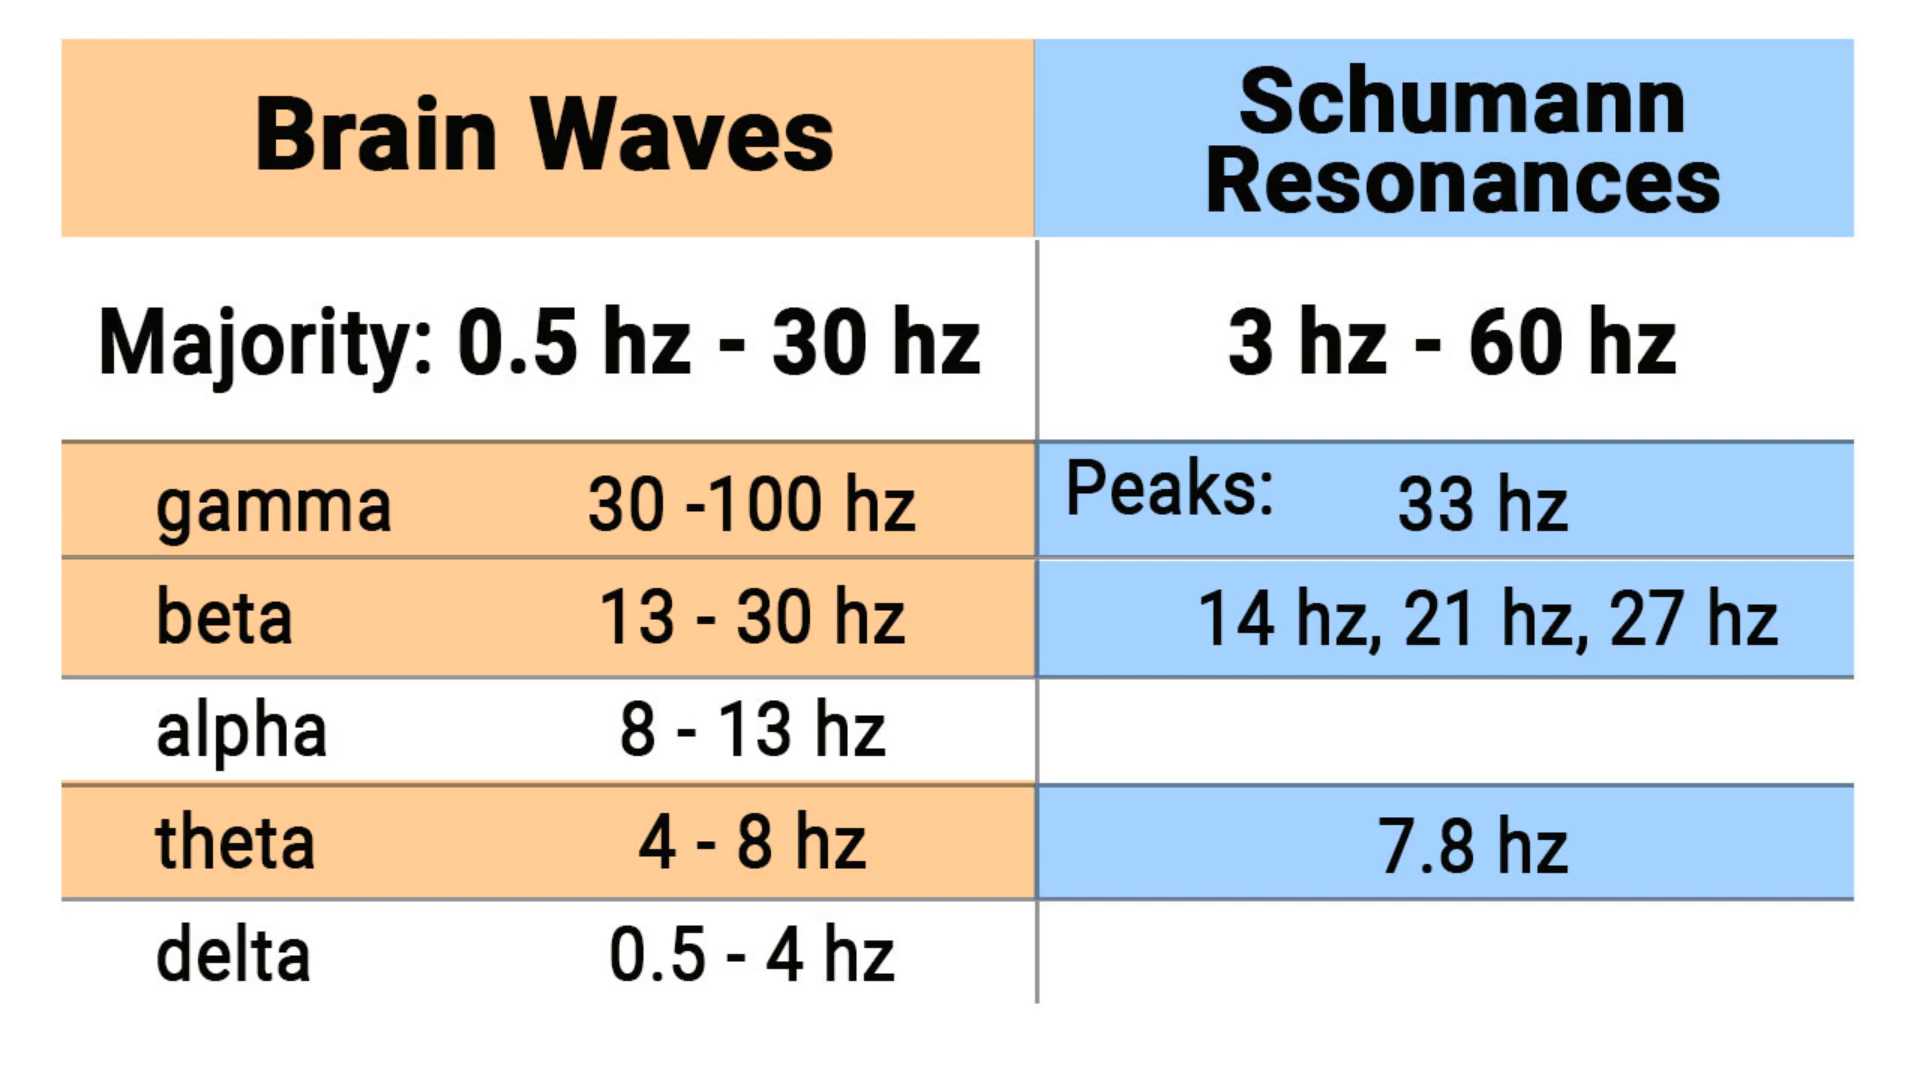 Brain Waves
Schumann
Resonances
Majority: 0.5 hz - 30 hz
3 hz - 60 hz
gamma 30 -100 hz
Peaks: 33 hz
beta 13 - 30 hz
14 hz, 21 hz, 27 hz
alpha 8 - 13 hz
theta 4 - 8 hz
7.8 hz
delta 0.5 - 4 hz